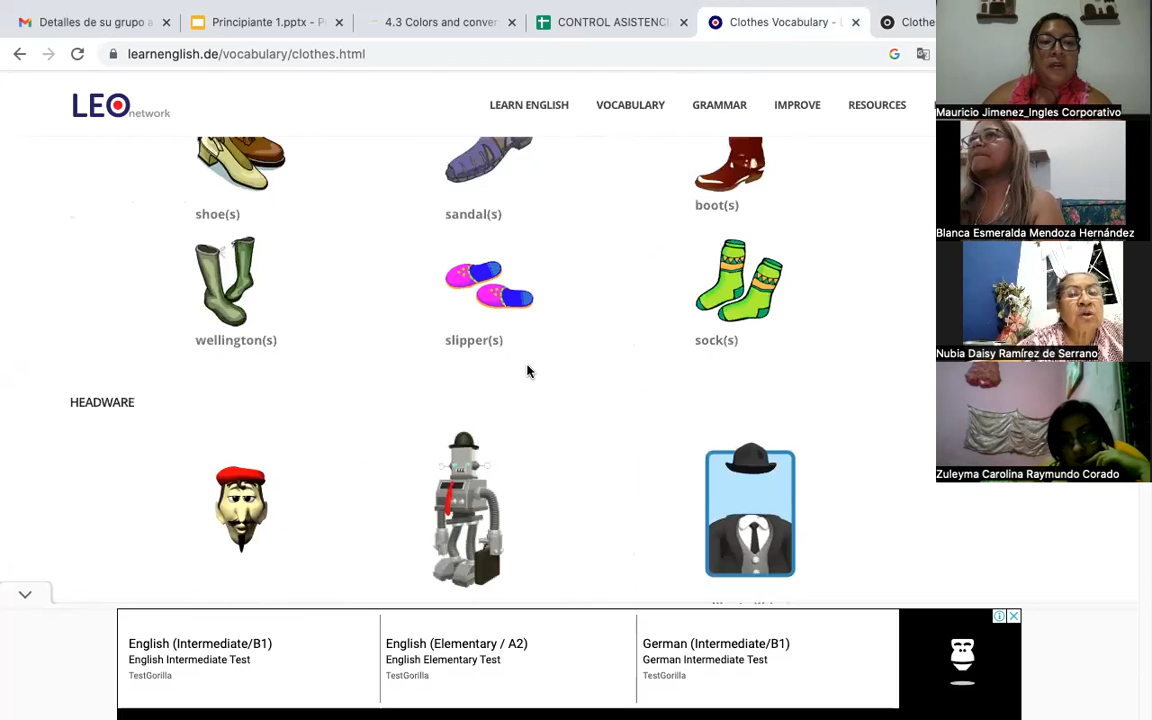 Detalles de su grupo a
Principiante 1.pptx - P
4.3 Colors and conver
CONTROL ASISTENC
Clothes Vocabulary - L
Clothe
learnenglish.de/vocabulary/clothes.html
LEO network
LEARN ENGLISH VOCABULARY GRAMMAR IMPROVE RESOURCES
shoe(s)
sandal(s)
boot(s)
wellington(s)
slipper(s)
sock(s)
HEADWARE
English (Intermediate/B1)
English Intermediate Test
TestGorilla
English (Elementary / A2)
English Elementary Test
TestGorilla
German (Intermediate/B1)
German Intermediate Test
TestGorilla
Mauricio Jimenez_Ingles Corporativo
Blanca Esmeralda Mendoza Hernández
Nubia Daisy Ramírez de Serrano
Zuleyma Carolina Raymundo Corado